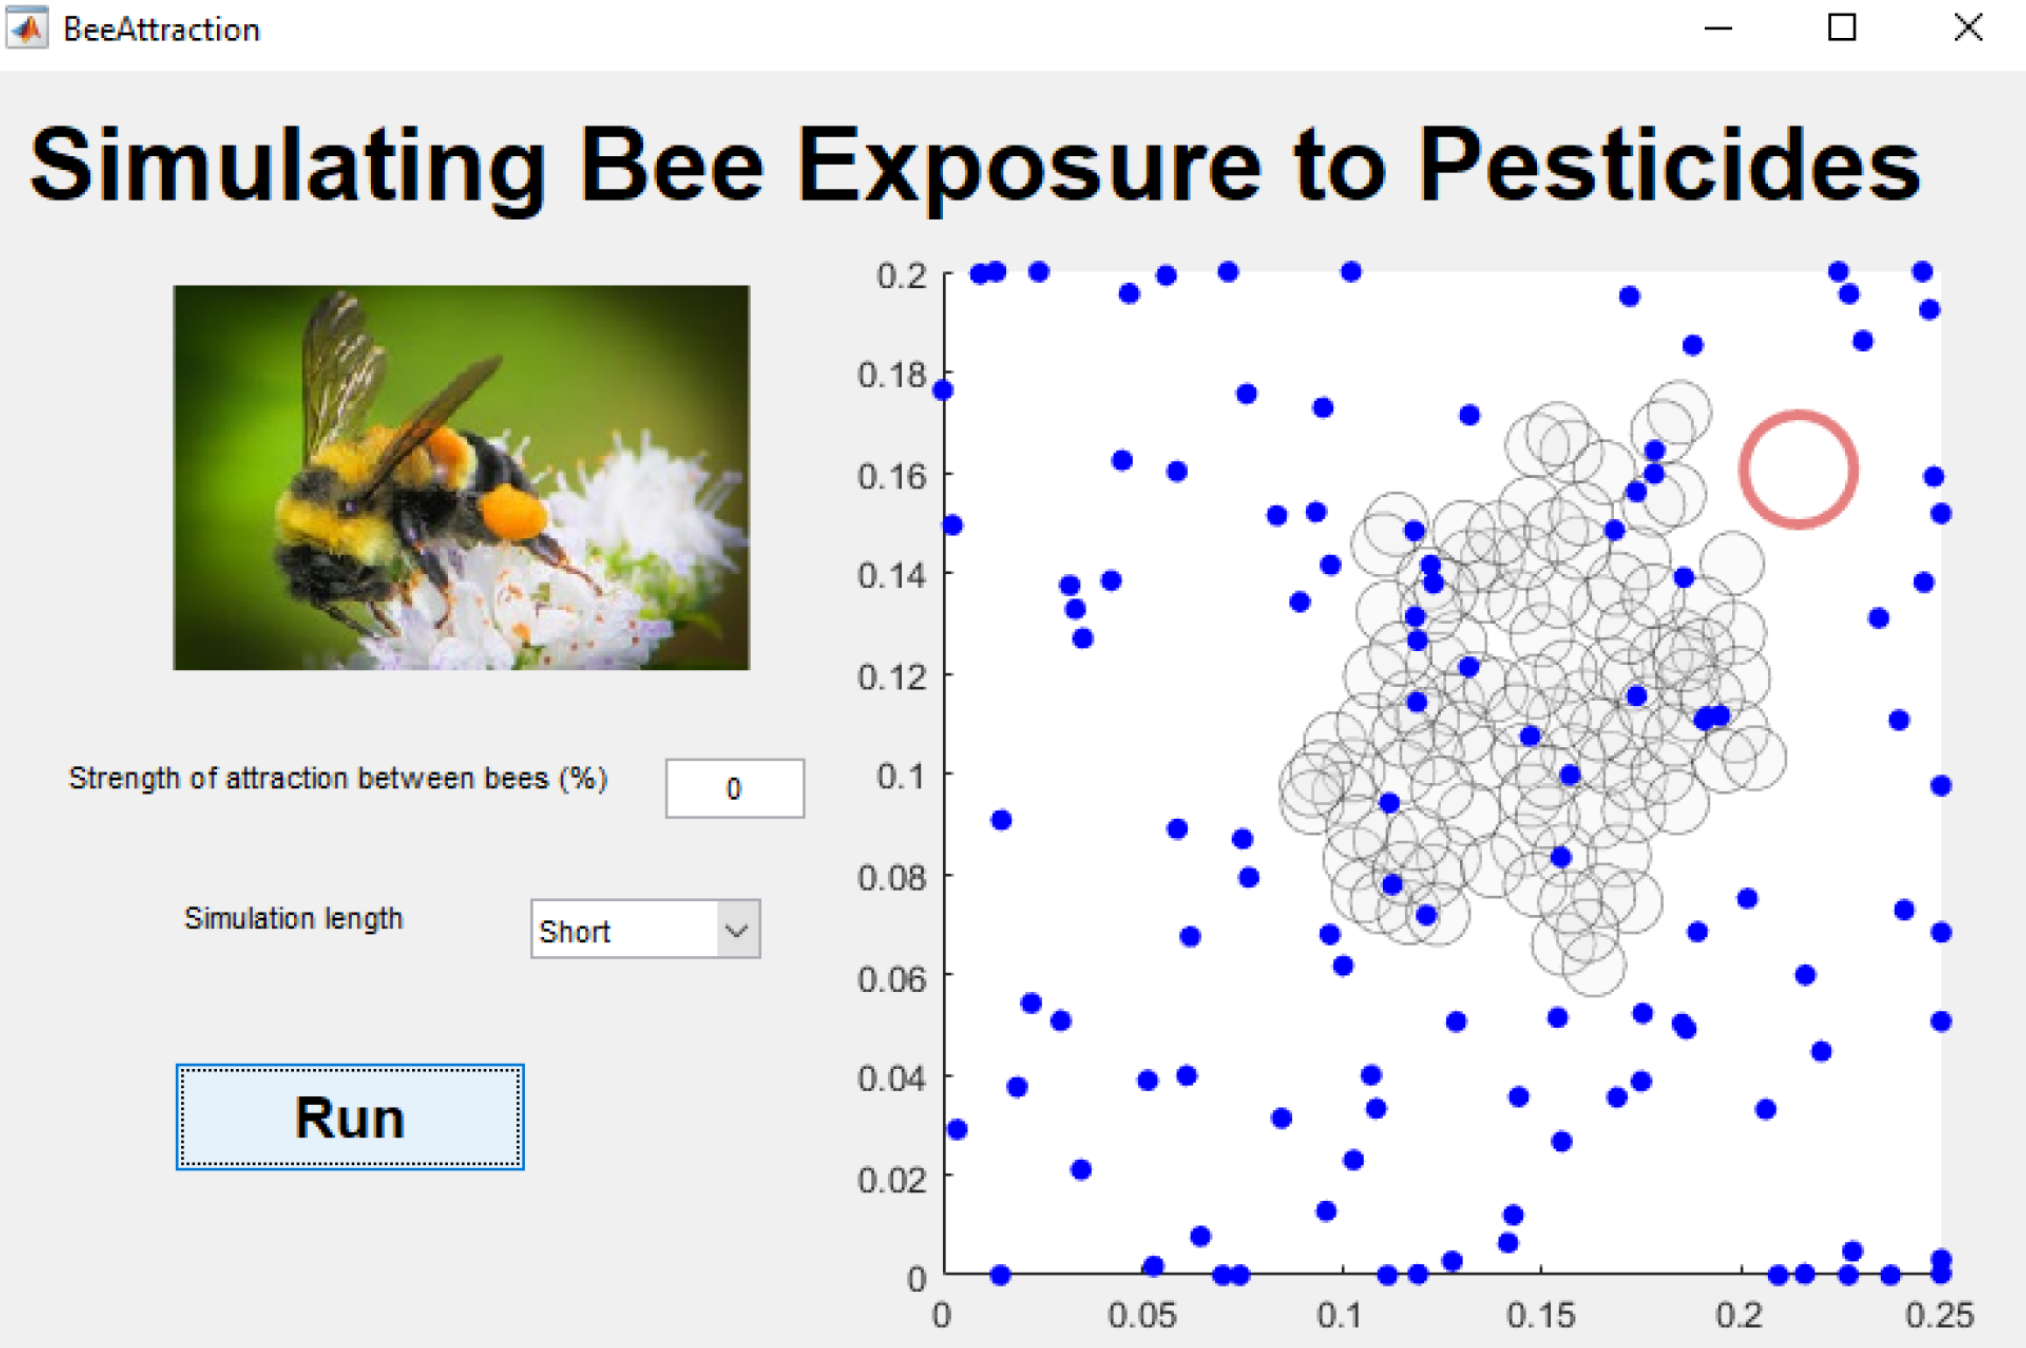 BeeAttraction
Simulating Bee Exposure to Pesticides
Strength of attraction between bees (%)
0
Simulation length
Short
Run
0.2
0.18
0.16
0.14
0.12
0.1
0.08
0.06
0.04
0.02
0
0 0.05 0.1 0.15 0.2 0.25